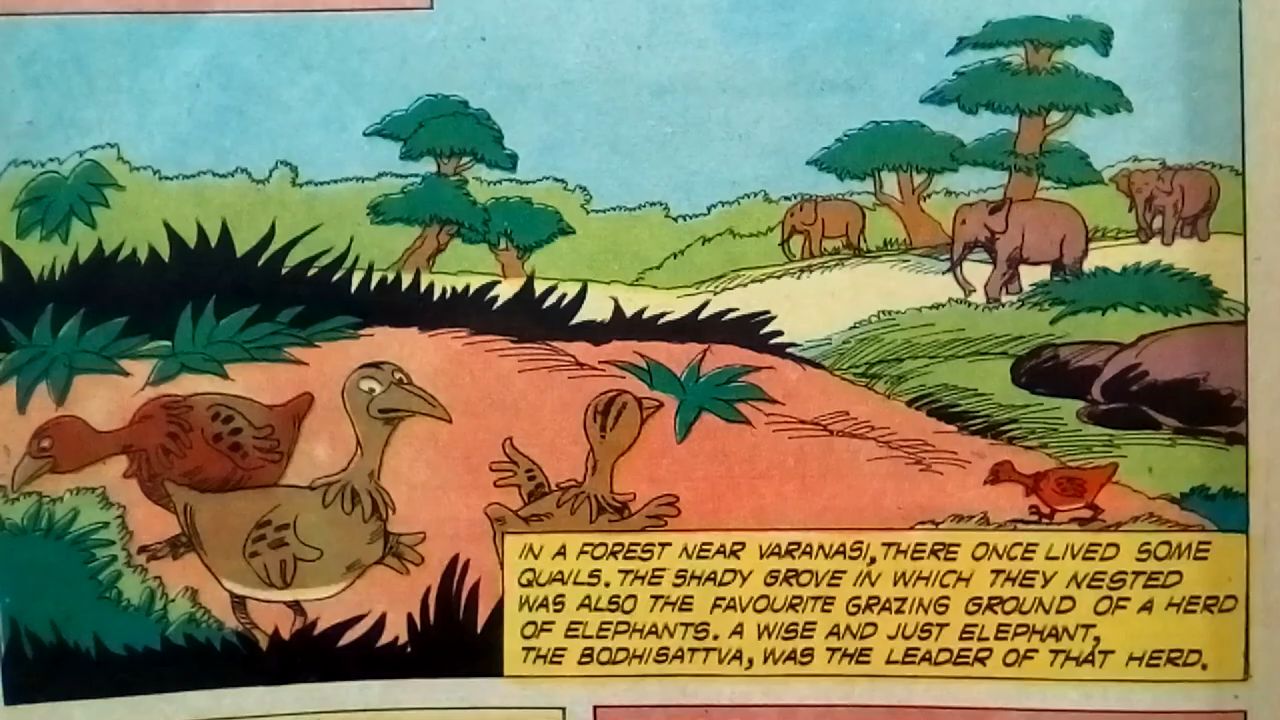 IN A FOREST NEAR VARANASI, THERE ONCE LIVED SOME
QUAILS. THE SHADY GROVE IN WHICH THEY NESTED
WAS ALSO THE FAVOURITE GRAZING GROUND OF A HERD
OF ELEPHANTS. A WISE AND JUST ELEPHANT,
THE BODHISATTVA, WAS THE LEADER OF THAT HERD.